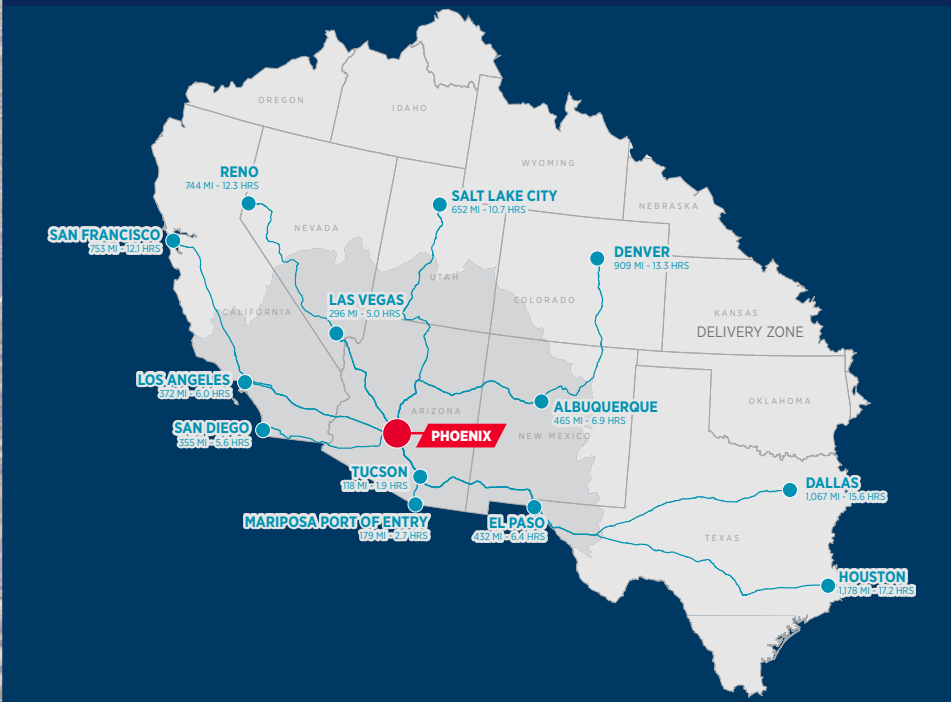 OREGON
IDAHO
WYOMING
NEBRASKA
RENO
744 MI - 12.3 HRS
SALT LAKE CITY
652 MI - 10.7 HRS
NEVADA
SAN FRANCISCO
753 MI - 12.1 HRS
DENVER
909 MI - 13.3 HRS
UTAH
COLORADO
LAS VEGAS
296 MI - 5.0 HRS
CALIFORNIA
KANSAS
DELIVERY ZONE
LOS ANGELES
372 MI - 6.0 HRS
ALBUQUERQUE
465 MI - 6.9 HRS
OKLAHOMA
ARIZONA
SAN DIEGO
355 MI - 5.6 HRS
PHOENIX
NEW MEXICO
TUCSON
118 MI - 1.9 HRS
DALLAS
1,067 MI - 15.6 HRS
MARIPOSA PORT OF ENTRY
179 MI - 2.7 HRS
EL PASO
432 MI - 6.4 HRS
TEXAS
HOUSTON
1,178 MI - 17.2 HRS